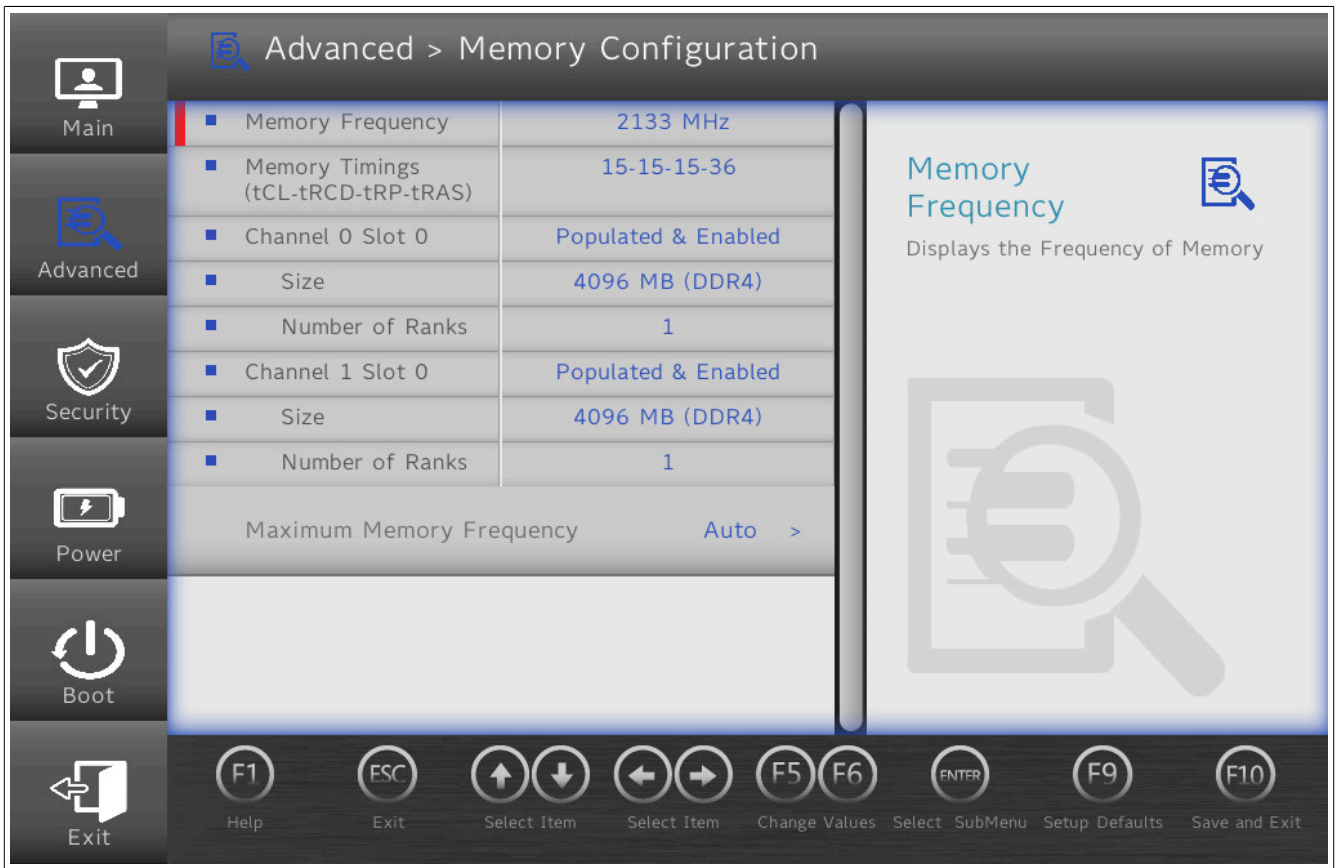 Advanced > Memory Configuration
Main
Advanced
Security
Power
Boot
Exit
Memory Frequency 2133 MHz
Memory Timings 15-15-15-36
(tCL-tRCD-tRP-tRAS)
Channel 0 Slot 0 Populated & Enabled
Size 4096 MB (DDR4)
Number of Ranks 1
Channel 1 Slot 0 Populated & Enabled
Size 4096 MB (DDR4)
Number of Ranks 1
Maximum Memory Frequency Auto >
Memory
Frequency
Displays the Frequency of Memory
F1 ESC F5 F6 ENTER F9 F10
Help Exit Select Item Select Item Change Values Select SubMenu Setup Defaults Save and Exit